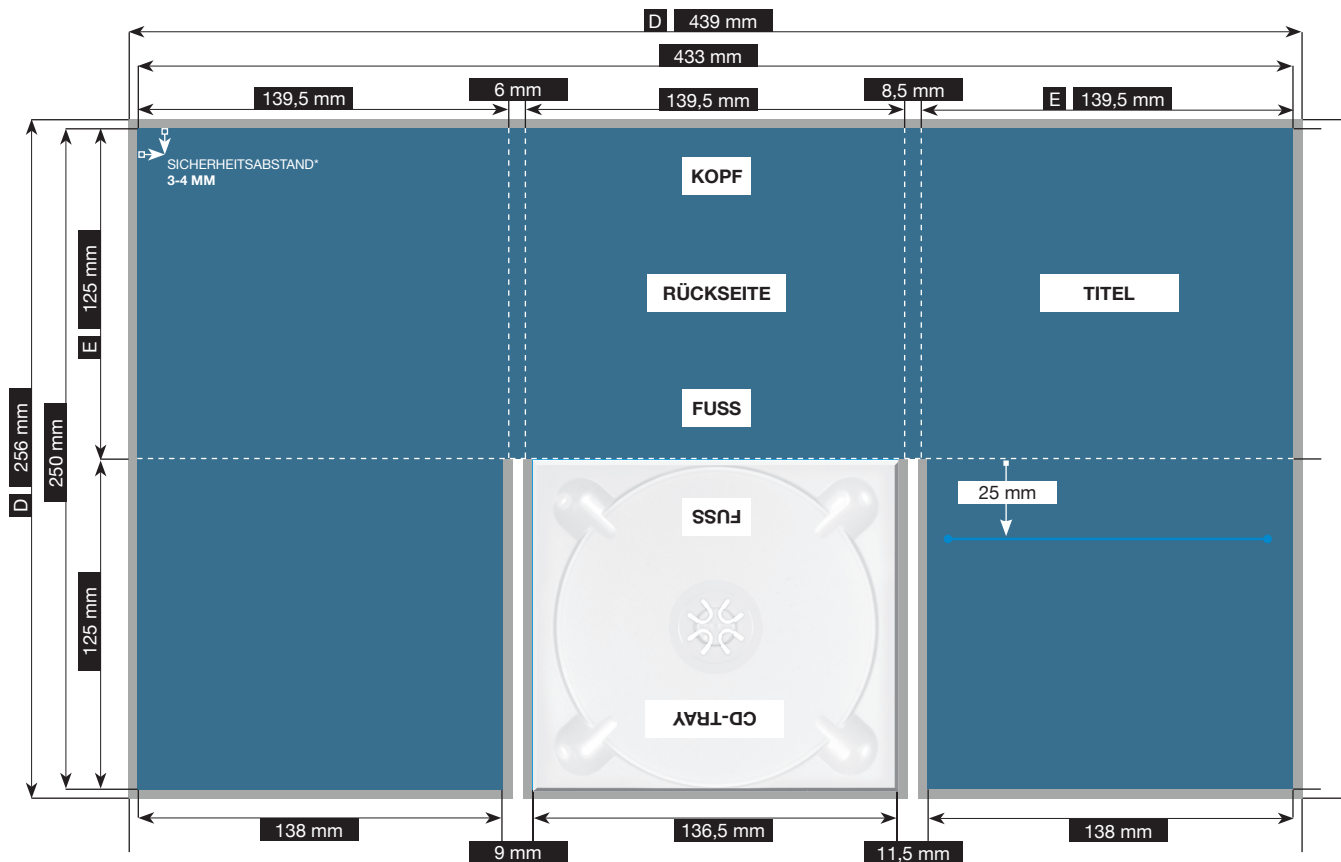 D 439 mm
433 mm
139,5 mm
6 mm
139,5 mm
8,5 mm
E 139,5 mm
SICHERHEITSABSTAND*
3-4 MM
KOPF
125 mm
E
RÜCKSEITE
TITEL
FUSS
D 256 mm
250 mm
25 mm
FUSS
125 mm
CD-TRAY
138 mm
9 mm
136,5 mm
11,5 mm
138 mm